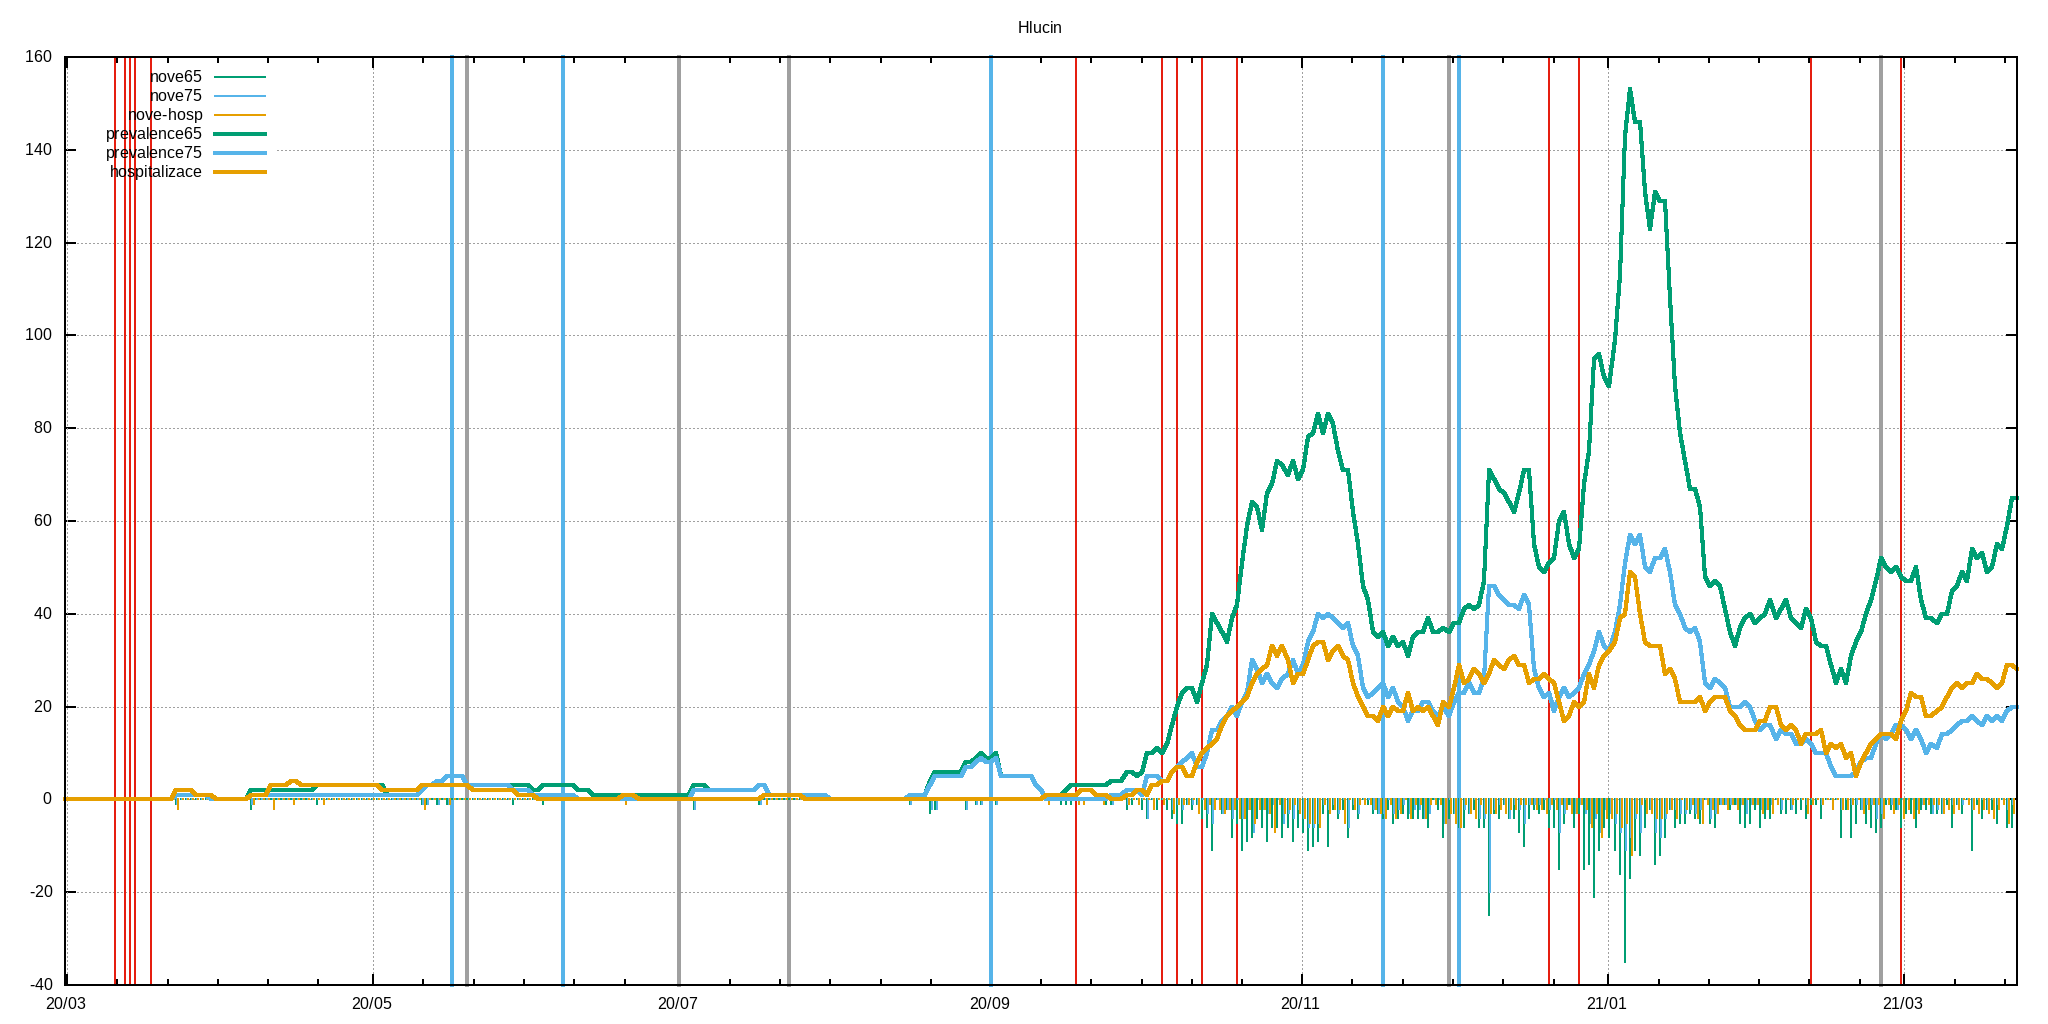 Hlucin
160
140
120
100
80
60
40
20
0
-20
-40
nove65
nove75
nove-hosp
prevalence65
prevalence75
hospitalizace
20/03 20/05 20/07 20/09 20/11 21/01 21/03